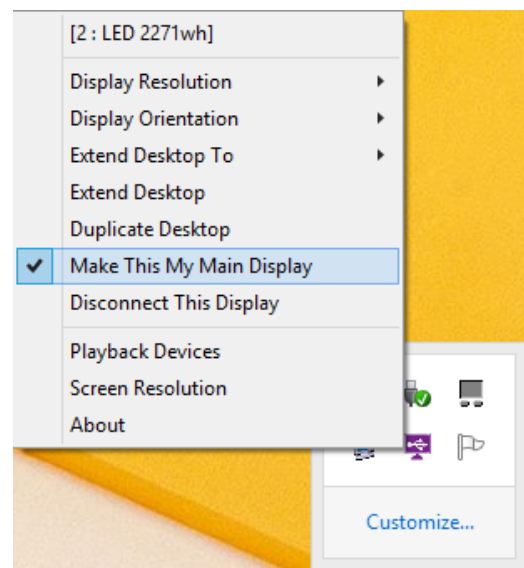 [2 : LED 2271wh]
Display Resolution
Display Orientation
Extend Desktop To
Extend Desktop
Duplicate Desktop
Make This My Main Display
Disconnect This Display
Playback Devices
Screen Resolution
About
Customize...